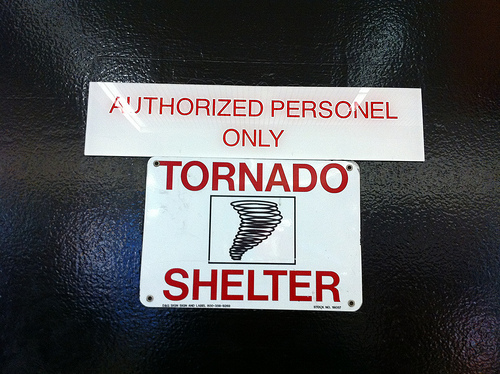 AUTHORIZED PERSONEL
ONLY
TORNADO
SHELTER